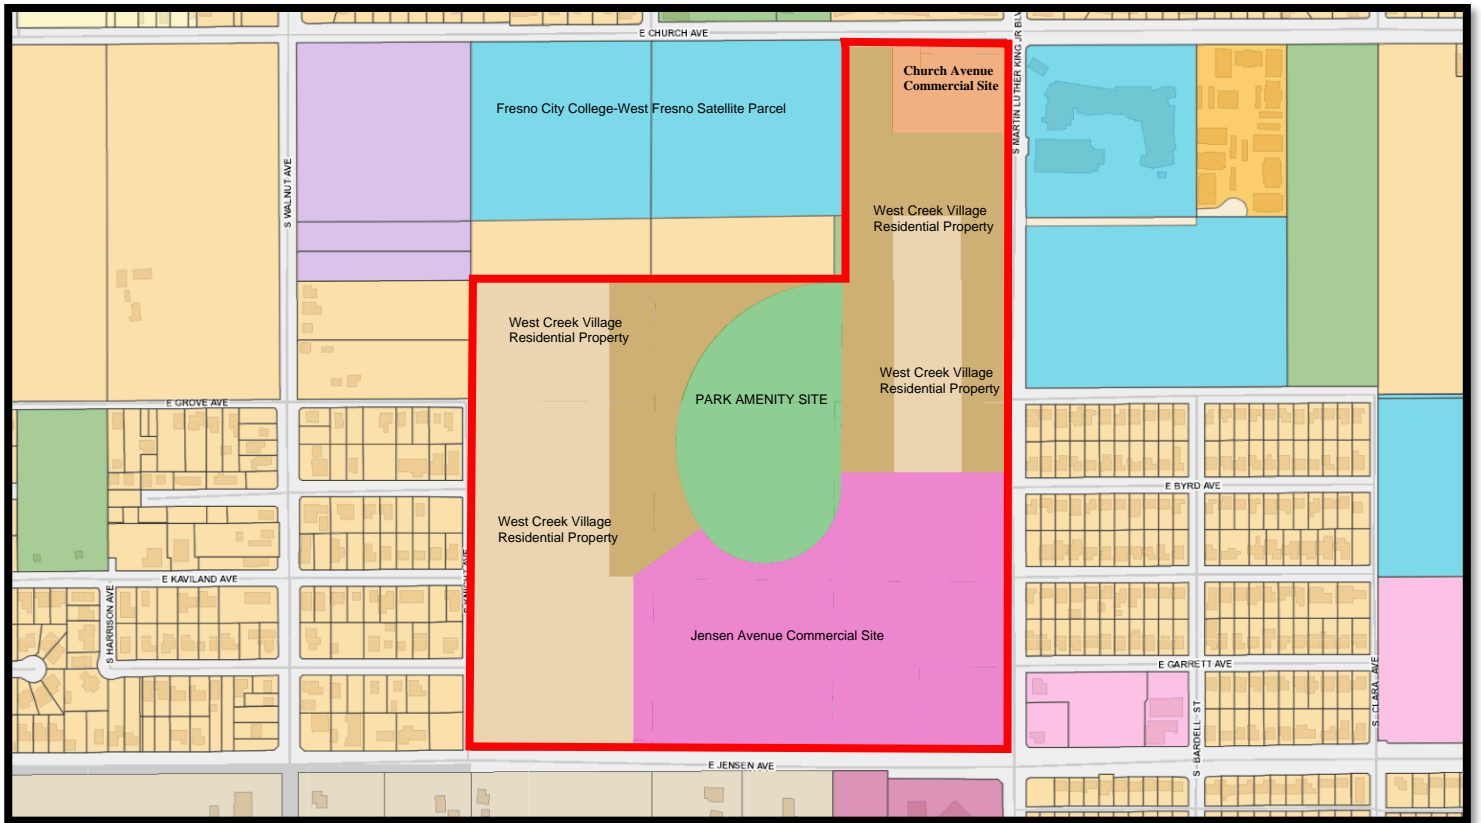 E CHURCH AVE
S MARTIN LUTHER KING JR BLV
Church Avenue
Commercial Site
Fresno City College-West Fresno Satellite Parcel
S WALNUT AVE
West Creek Village
Residential Property
West Creek Village
Residential Property
West Creek Village
Residential Property
PARK AMENITY SITE
E GROVE AVE
E BYRD AVE
West Creek Village
Residential Property
E KAVILAND AVE
S HARRISON AVE
S KNIGHT AVE
Jensen Avenue Commercial Site
E GARRETT AVE
S CLARA AVE
S BARDELL ST
E JENSEN AVE